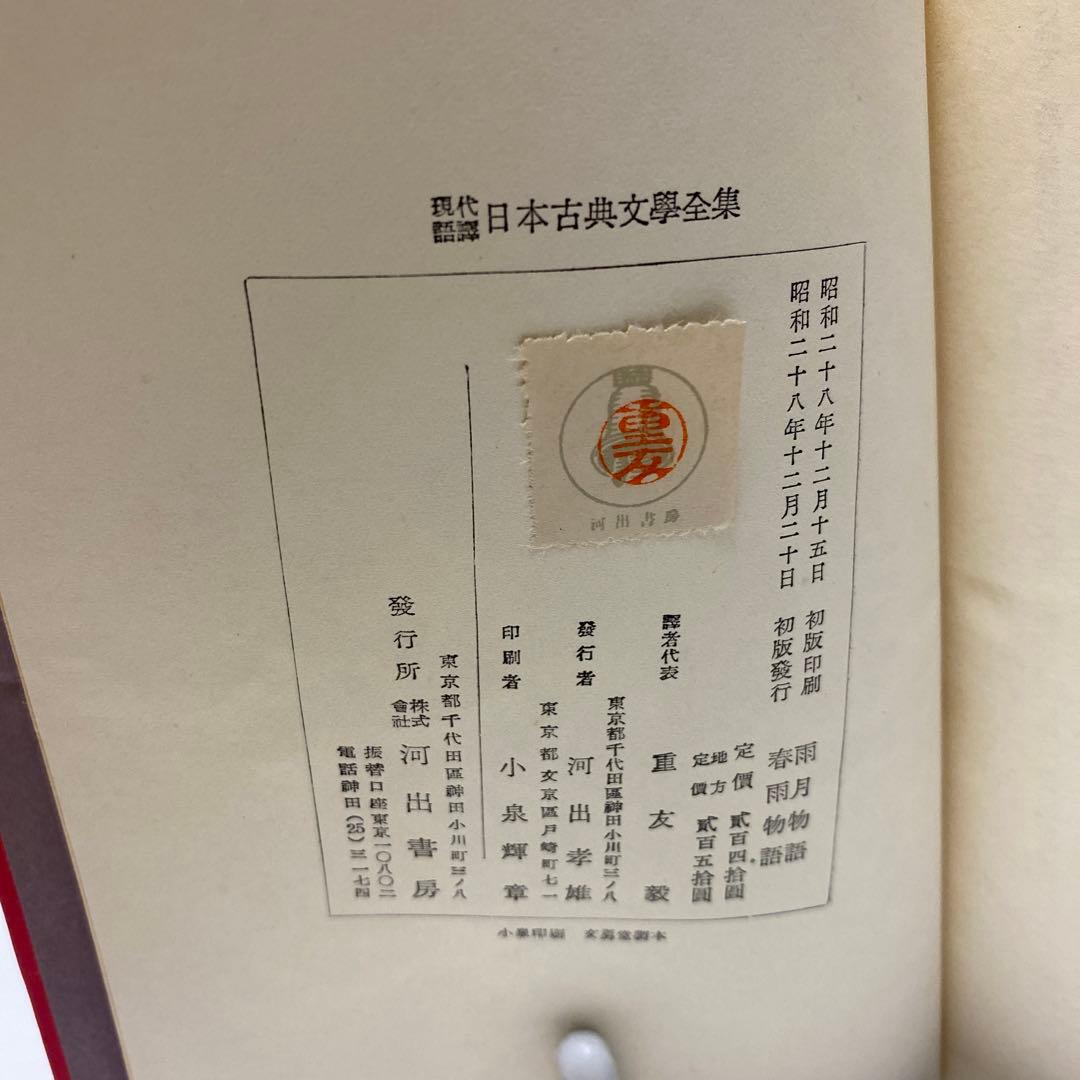 現代語譯 日本古典文學全集
昭和二十八年十二月十五日 初版印刷
昭和二十八年十二月二十日 初版發行
雨月物語
春雨物語
定價 貳百四拾圓
地方定價 貳百五拾圓
譯者代表 重友毅
東京都千代田區神田小川町三ノ八
發行者 河出孝雄
東京都文京區戸崎町七一
印刷者 小泉輝章
東京都千代田區神田小川町三ノ八
發行所 株式會社 河出書房
振替口座東京一〇八〇二
電話神田(25)三一七四
重友
河出書房
小泉印刷 文勇堂製本